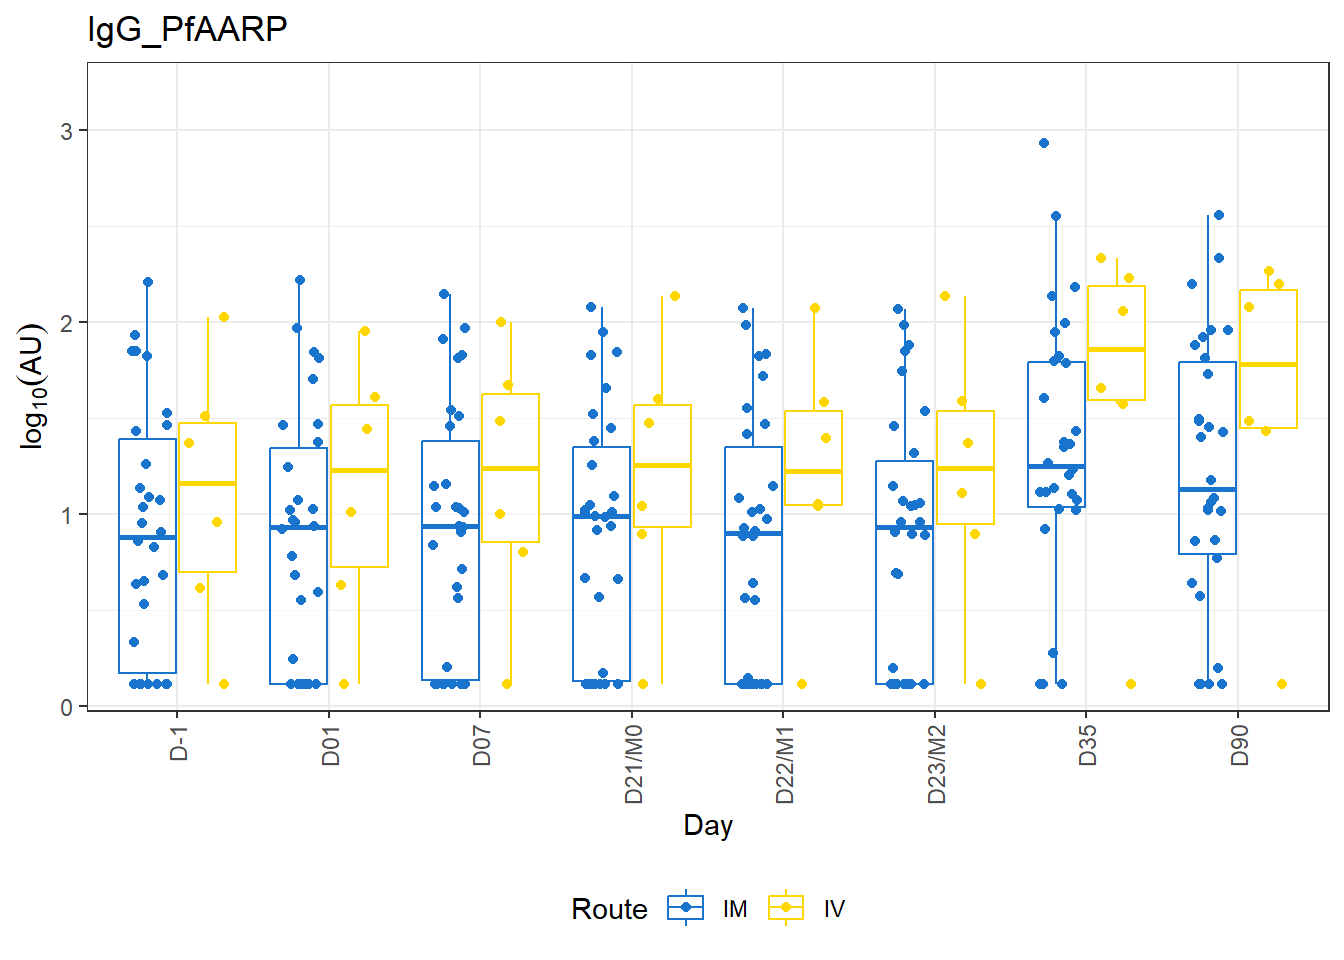 IgG_PfAARP
log10(AU)
3
2
1
0
D-1
D01
D07
D21/M0
D22/M1
D23/M2
D35
D90
Day
Route IM IV